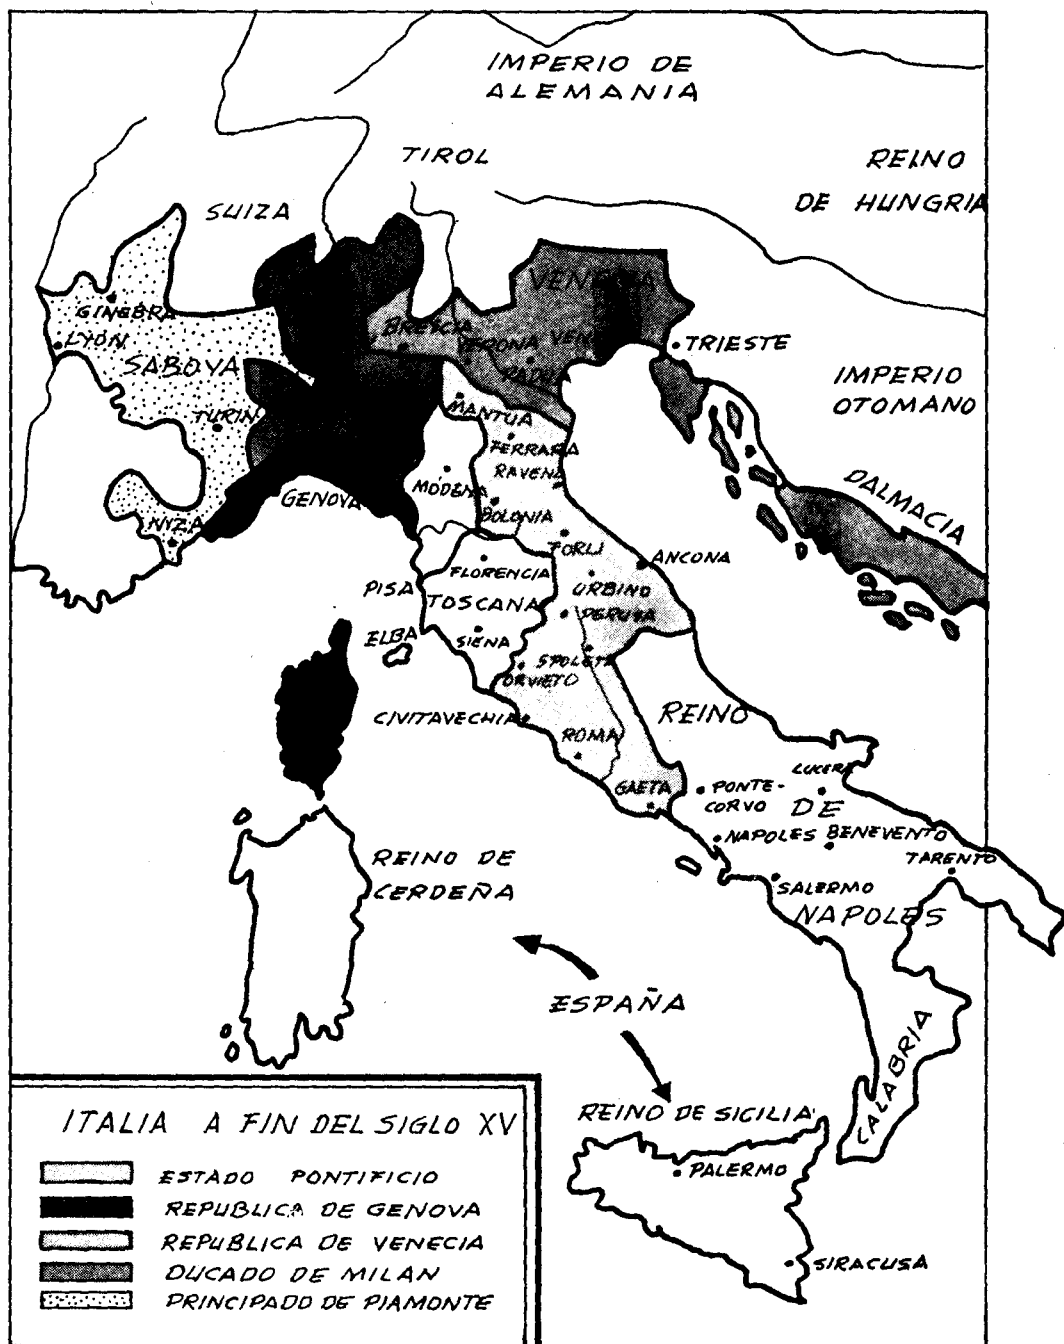 IMPERIO DE
ALEMANIA
TIROL
REINO
DE HUNGRIA
SUIZA
VENECIA
GINEBRA
LYON
BRESCIA
VERONA
VEN
TRIESTE
SABOYA
PADUA
IMPERIO
OTOMANO
TURIN
MANTUA
FERRARA
RAVENA
MODENA
GENOVA
BOLONIA
DALMACIA
NIZA
FORLI
ANCONA
FLORENCIA
URBINO
PISA
TOSCANA
PERUSA
ELBA
SIENA
SPOLETO
ORVIETO
CIVITAVECHIA
REINO
ROMA
LUCERA
GAETA
PONTE-
CORVO
DE
NAPOLES
BENEVENTO
TARENTO
REINO DE
CERDEÑA
SALERMO
NAPOLES
ESPAÑA
CALABRIA
REINO DE SICILIA
PALERMO
SIRACUSA
ITALIA A FIN DEL SIGLO XV
ESTADO PONTIFICIO
REPUBLICA DE GENOVA
REPUBLICA DE VENECIA
DUCADO DE MILAN
PRINCIPADO DE PIAMONTE